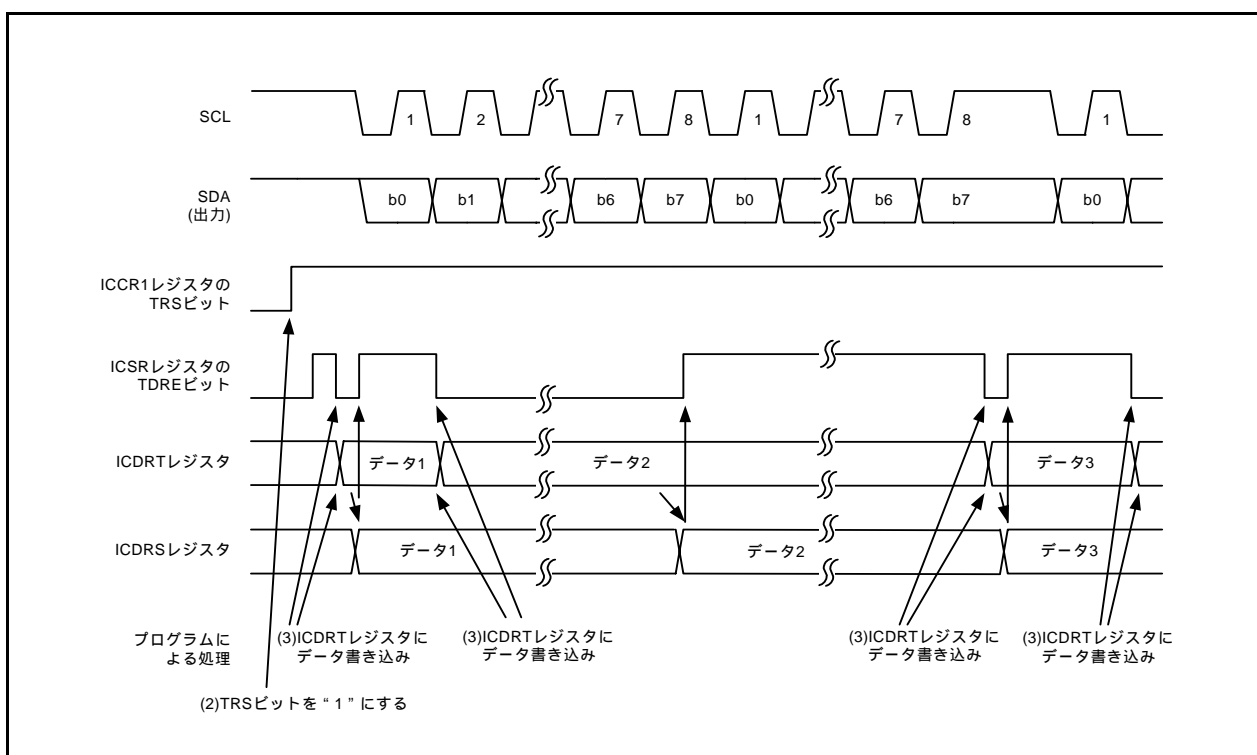 SCL
1 2 7 8 1 7 8 1
SDA
(出力)
b0 b1 b6 b7 b0 b6 b7 b0
ICCR1レジスタの
TRSビット
ICSRレジスタの
TDREビット
ICDRTレジスタ
データ1 データ2 データ3
ICDRSレジスタ
データ1 データ2 データ3
プログラムに
よる処理
(3)ICDRTレジスタに
データ書き込み
(3)ICDRTレジスタに
データ書き込み
(3)ICDRTレジスタに
データ書き込み
(3)ICDRTレジスタに
データ書き込み
(2)TRSビットを“1”にする